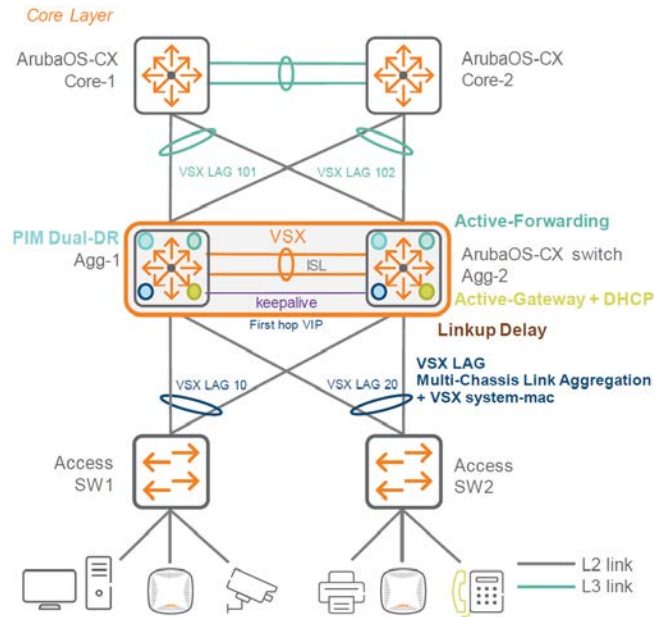 Core Layer
ArubaOS-CX
Core-1
ArubaOS-CX
Core-2
VSX LAG 101
VSX LAG 102
PIM Dual-DR
Agg-1
VSX
ISL
keepalive
First hop VIP
Active-Forwarding
ArubaOS-CX switch
Agg-2
Active-Gateway + DHCP
Linkup Delay
VSX LAG
Multi-Chassis Link Aggregation
+ VSX system-mac
VSX LAG 10
VSX LAG 20
Access
SW1
Access
SW2
L2 link
L3 link